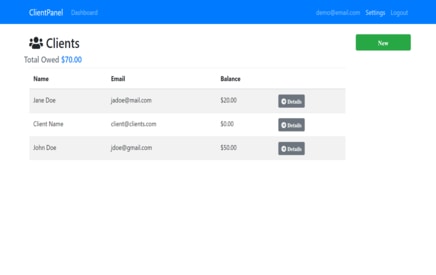 ClientPanel Dashboard demo@email.com Settings Logout
Clients New
Total Owed $70.00
Name Email Balance
Jane Doe jadoe@mail.com $20.00 Details
Client Name client@clients.com $0.00 Details
John Doe jdoe@gmail.com $50.00 Details